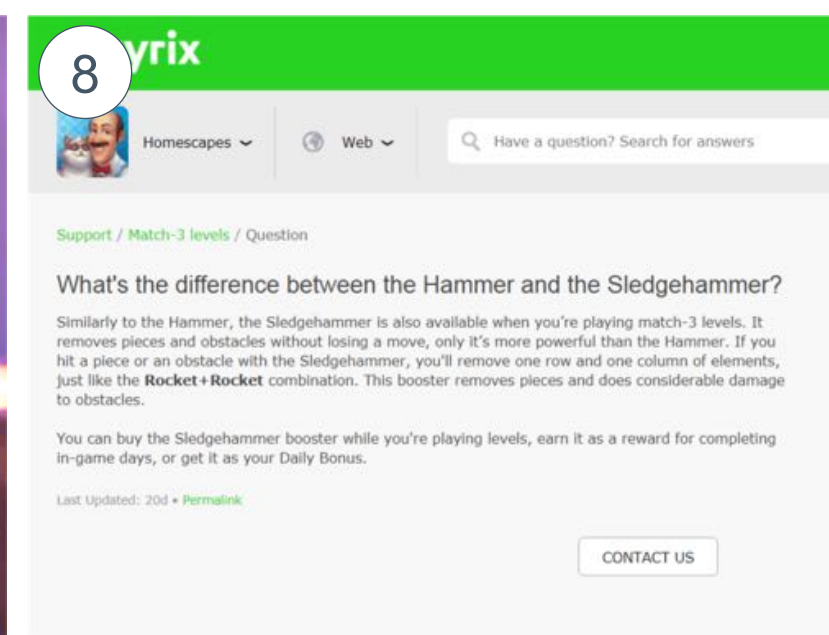 8
yrix
Homescapes
Web
Have a question? Search for answers
Support / Match-3 levels / Question
What's the difference between the Hammer and the Sledgehammer?
Similarly to the Hammer, the Sledgehammer is also available when you're playing match-3 levels. It
removes pieces and obstacles without losing a move, only it's more powerful than the Hammer. If you
hit a piece or an obstacle with the Sledgehammer, you'll remove one row and one column of elements,
just like the Rocket+Rocket combination. This booster removes pieces and does considerable damage
to obstacles.
You can buy the Sledgehammer booster while you're playing levels, earn it as a reward for completing
in-game days, or get it as your Daily Bonus.
Last Updated: 20d • Permalink
CONTACT US